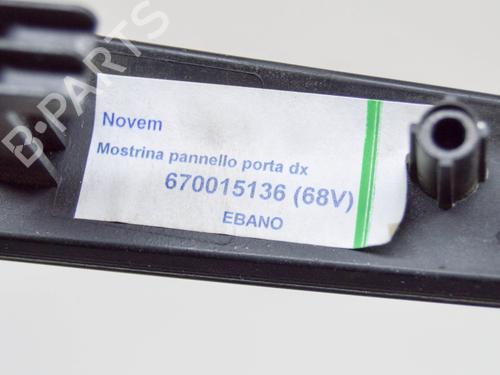 B-PARTS
Novem
Mostrina pannello porta dx
670015136 (68V)
EBANO